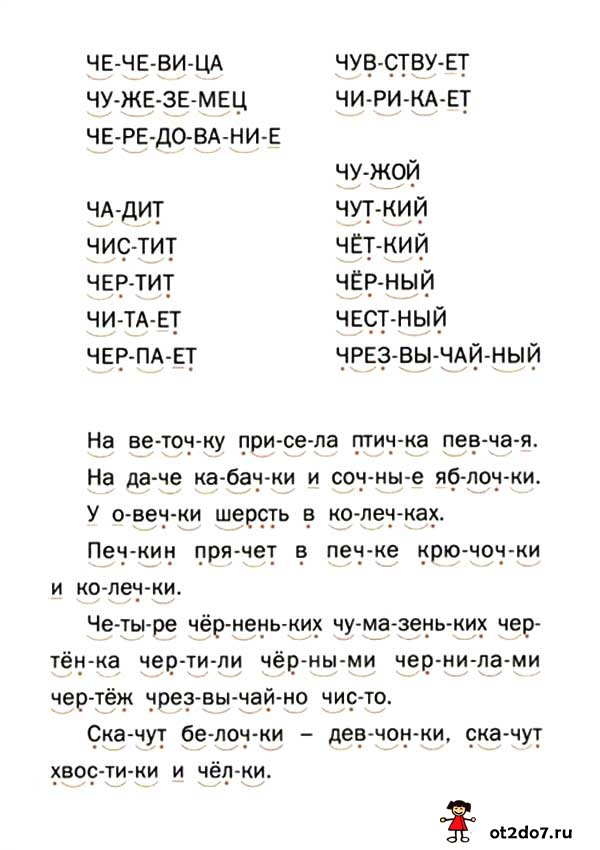 ЧЕ-ЧЕ-ВИ-ЦА
ЧУ-ЖЕ-ЗЕ-МЕЦ
ЧЕ-РЕ-ДО-ВА-НИ-Е
ЧА-ДИТ
ЧИС-ТИТ
ЧЕР-ТИТ
ЧИ-ТА-ЕТ
ЧЕР-ПА-ЕТ
ЧУВ-СТВУ-ЕТ
ЧИ-РИ-КА-ЕТ
ЧУ-ЖОЙ
ЧУТ-КИЙ
ЧЁТ-КИЙ
ЧЁР-НЫЙ
ЧЕСТ-НЫЙ
ЧРЕЗ-ВЫ-ЧАЙ-НЫЙ
На ве-точ-ку при-се-ла птич-ка пев-ча-я.
На да-че ка-бач-ки и соч-ны-е яб-лоч-ки.
У о-веч-ки шерсть в ко-леч-ках.
Печ-кин пря-чет в печ-ке крю-чоч-ки
и ко-леч-ки.
Че-ты-ре чёр-нень-ких чу-ма-зень-ких чер-
тён-ка чер-ти-ли чёр-ны-ми чер-ни-ла-ми
чер-тёж чрез-вы-чай-но чис-то.
Ска-чут бе-лоч-ки – дев-чон-ки, ска-чут
хвос-ти-ки и чёл-ки.
ot2do7.ru